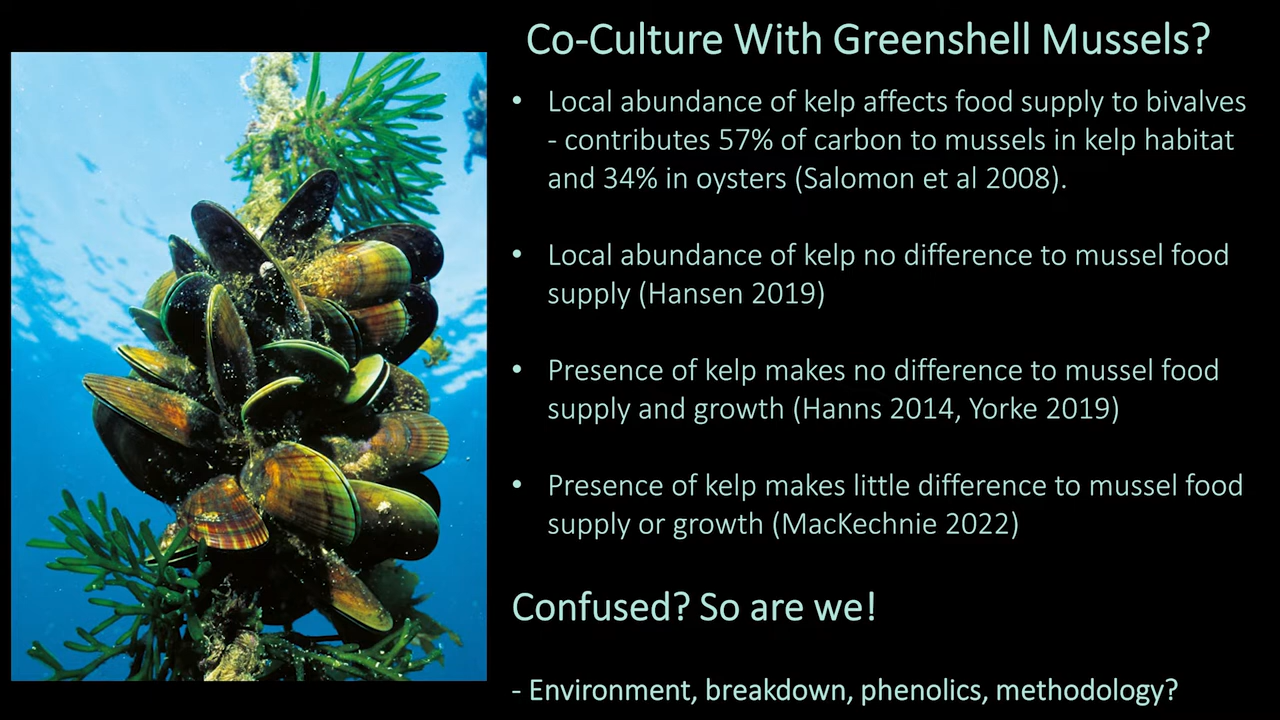 Co-Culture With Greenshell Mussels?
• Local abundance of kelp affects food supply to bivalves
- contributes 57% of carbon to mussels in kelp habitat
and 34% in oysters (Salomon et al 2008).
• Local abundance of kelp no difference to mussel food
supply (Hansen 2019)
• Presence of kelp makes no difference to mussel food
supply and growth (Hanns 2014, Yorke 2019)
• Presence of kelp makes little difference to mussel food
supply or growth (MacKechnie 2022)
Confused? So are we!
- Environment, breakdown, phenolics, methodology?